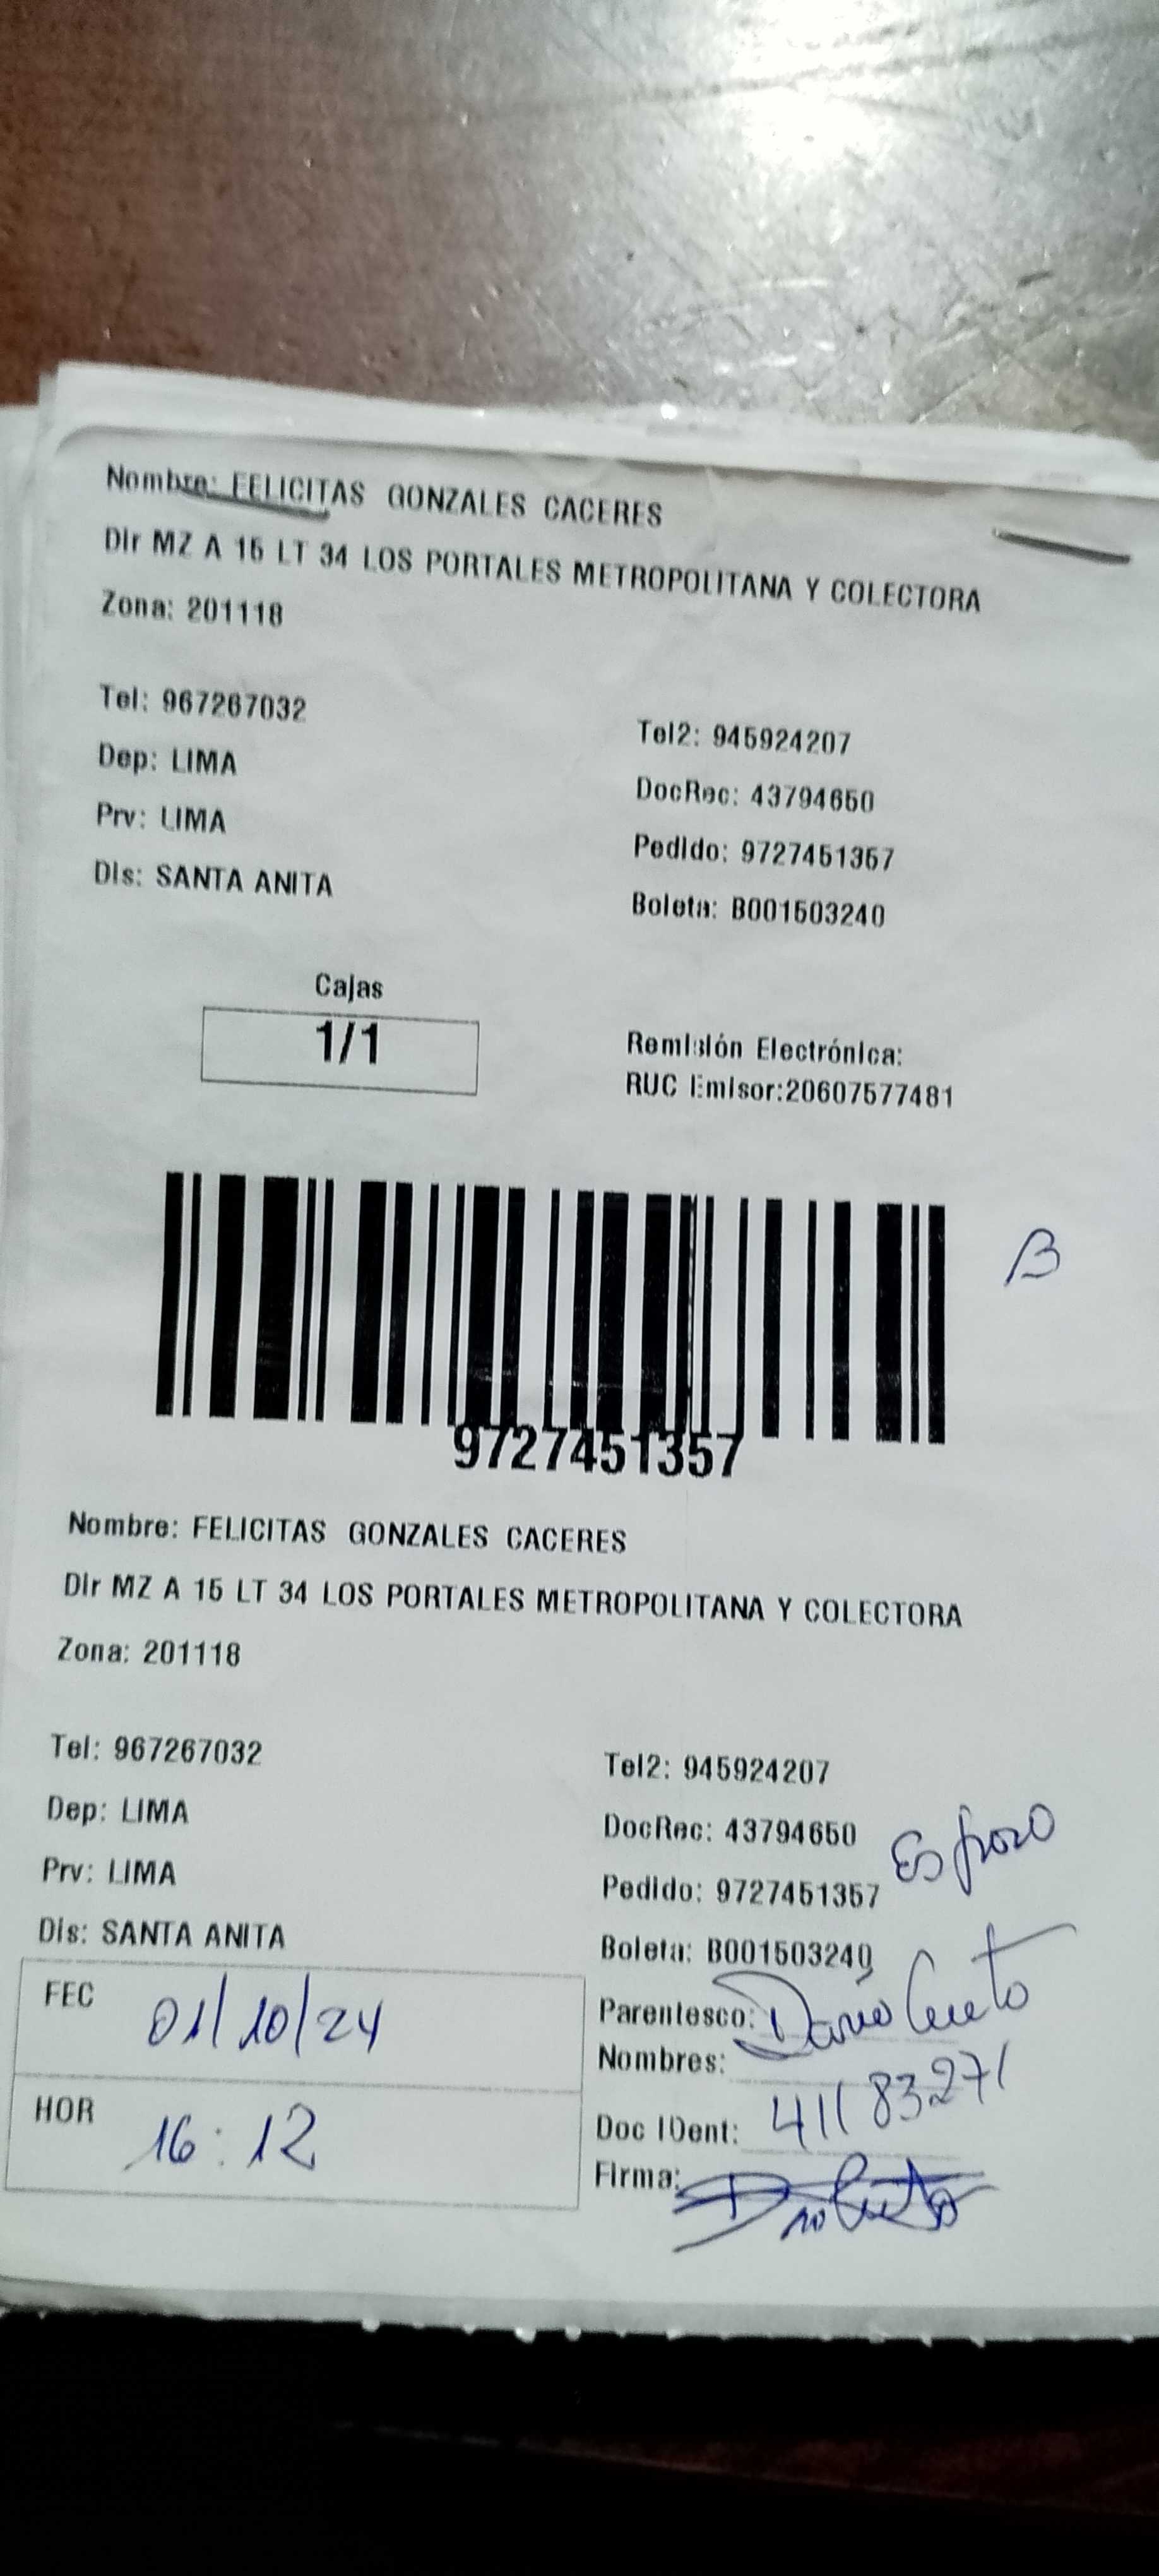 Nombre: FELICITAS GONZALES CACERES
Dir MZ A 15 LT 34 LOS PORTALES METROPOLITANA Y COLECTORA
Zona: 201118
Tel: 967267032
Tel2: 945924207
Dep: LIMA
DocRec: 43794650
Prv: LIMA
Pedido: 9727451357
Dis: SANTA ANITA
Boleta: B001503240
Cajas
1/1
Remisión Electrónica:
RUC Emisor:20607577481
B
9727451357
Nombre: FELICITAS GONZALES CACERES
Dir MZ A 15 LT 34 LOS PORTALES METROPOLITANA Y COLECTORA
Zona: 201118
Tel: 967267032
Tel2: 945924207
Dep: LIMA
DocRec: 43794650
Esposo
Prv: LIMA
Pedido: 9727451357
Dis: SANTA ANITA
Boleta: B001503240
FEC 01/10/24
Parentesco: Dario Cueto
Nombres:
HOR 16:12
Doc IDent: 41183271
Firma: